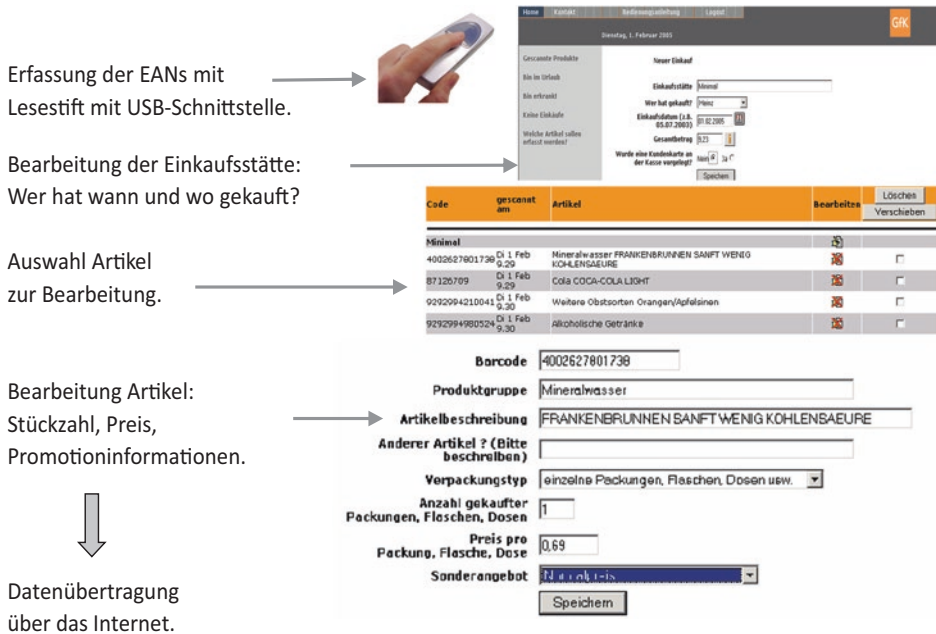 Home Kontakt Bedienungsanleitung Logout
GfK
Dienstag, 1. Februar 2005
Erfassung der EANs mit
Lesestift mit USB-Schnittstelle.
Gescannte Produkte
Bin im Urlaub
Bin erkrankt
Keine Einkäufe
Welche Artikel sollen
erfasst werden?
Neuer Einkauf
Einkaufsstätte Minimal
Wer hat gekauft? Heinz
Einkaufsdatum (z.B.
05.07.2003) 01.02.2005
Gesamtbetrag 9,23
Wurde eine Kundenkarte an
der Kasse vorgelegt? Nein Ja
Speichern
Bearbeitung der Einkaufsstätte:
Wer hat wann und wo gekauft?
Code gescannt am Artikel Bearbeiten Löschen
Verschieben
Minimal
4002627801738 Di 1 Feb 9.29 Mineralwasser FRANKENBRUNNEN SANFT WENIG
KOHLENSAEURE
87126709 Di 1 Feb 9.29 Cola COCA-COLA LIGHT
9292994210041 Di 1 Feb 9.30 Weitere Obstsorten Orangen/Apfelsinen
9292994980524 Di 1 Feb 9.30 Alkoholische Getränke
Auswahl Artikel
zur Bearbeitung.
Barcode 4002627801738
Produktgruppe Mineralwasser
Artikelbeschreibung FRANKENBRUNNEN SANFT WENIG KOHLENSAEURE
Anderer Artikel ? (Bitte
beschreiben)
Verpackungstyp einzelne Packungen, Flaschen, Dosen usw.
Anzahl gekaufter
Packungen, Flaschen, Dosen 1
Preis pro
Packung, Flasche, Dose 0,69
Sonderangebot Normalpreis
Speichern
Bearbeitung Artikel:
Stückzahl, Preis,
Promotioninformationen.
Datenübertragung
über das Internet.